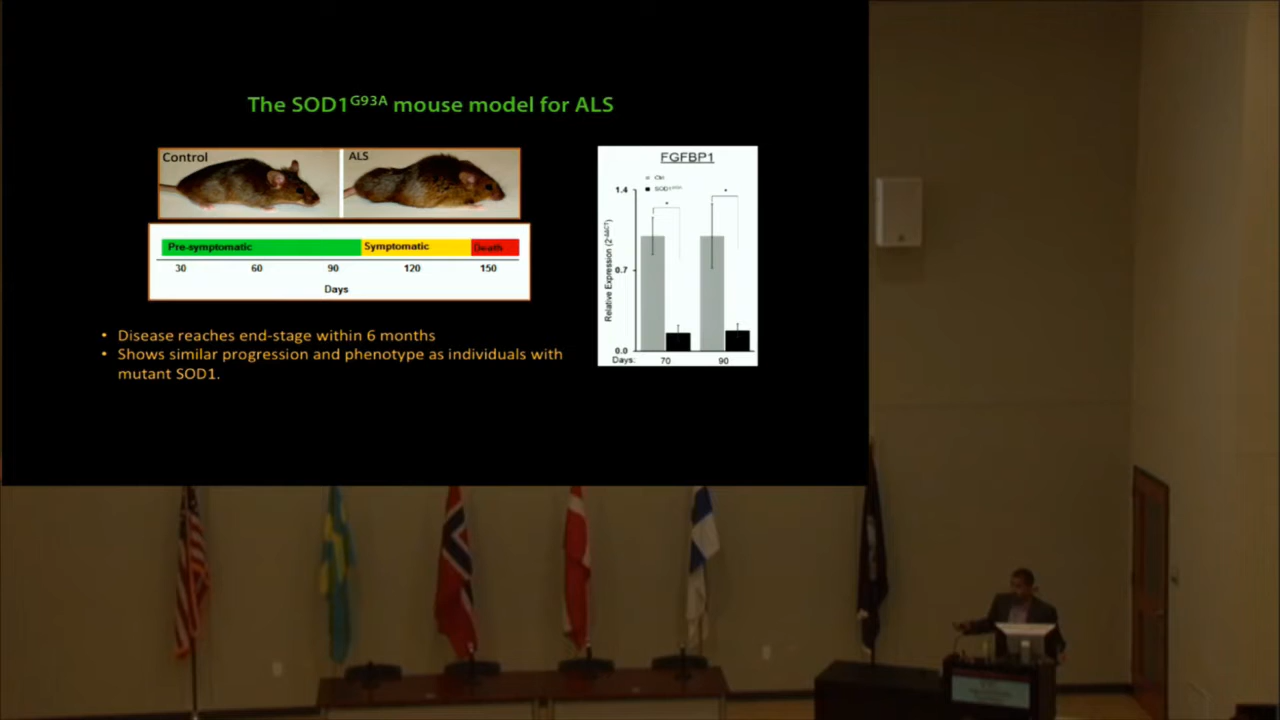 The SOD1G93A mouse model for ALS
Control
ALS
Pre-symptomatic
Symptomatic
Death
30
60
90
120
150
Days
• Disease reaches end-stage within 6 months
• Shows similar progression and phenotype as individuals with
mutant SOD1.
FGFBP1
Ctrl
SOD1G93A
1.4
0.7
0.0
Relative Expression (2-ΔΔCT)
*
*
Days:
70
90